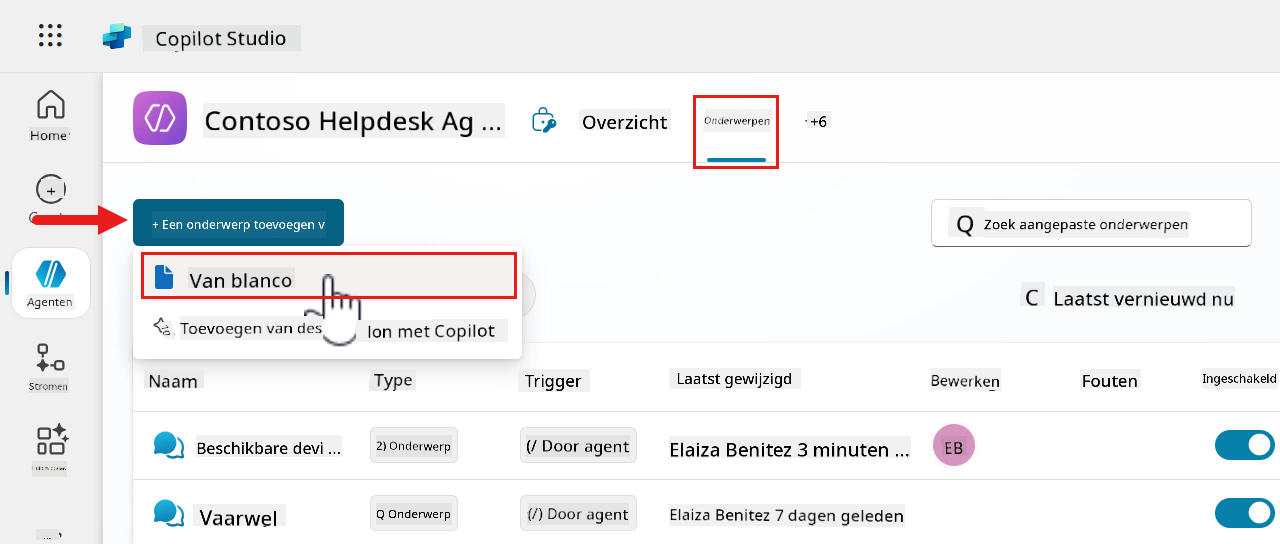 Copilot Studio
Home
Agenten
Stromen
...
Contoso Helpdesk Ag ...
Overzicht
Onderwerpen
+6
+ Een onderwerp toevoegen v
Q Zoek aangepaste onderwerpen
Van blanco
Toevoegen van des lon met Copilot
C Laatst vernieuwd nu
Naam Type Trigger Laatst gewijzigd Bewerken Fouten Ingeschakeld
Beschikbare devi ... 2) Onderwerp (/ Door agent Elaiza Benitez 3 minuten ... EB
Vaarwel Q Onderwerp (/) Door agent Elaiza Benitez 7 dagen geleden